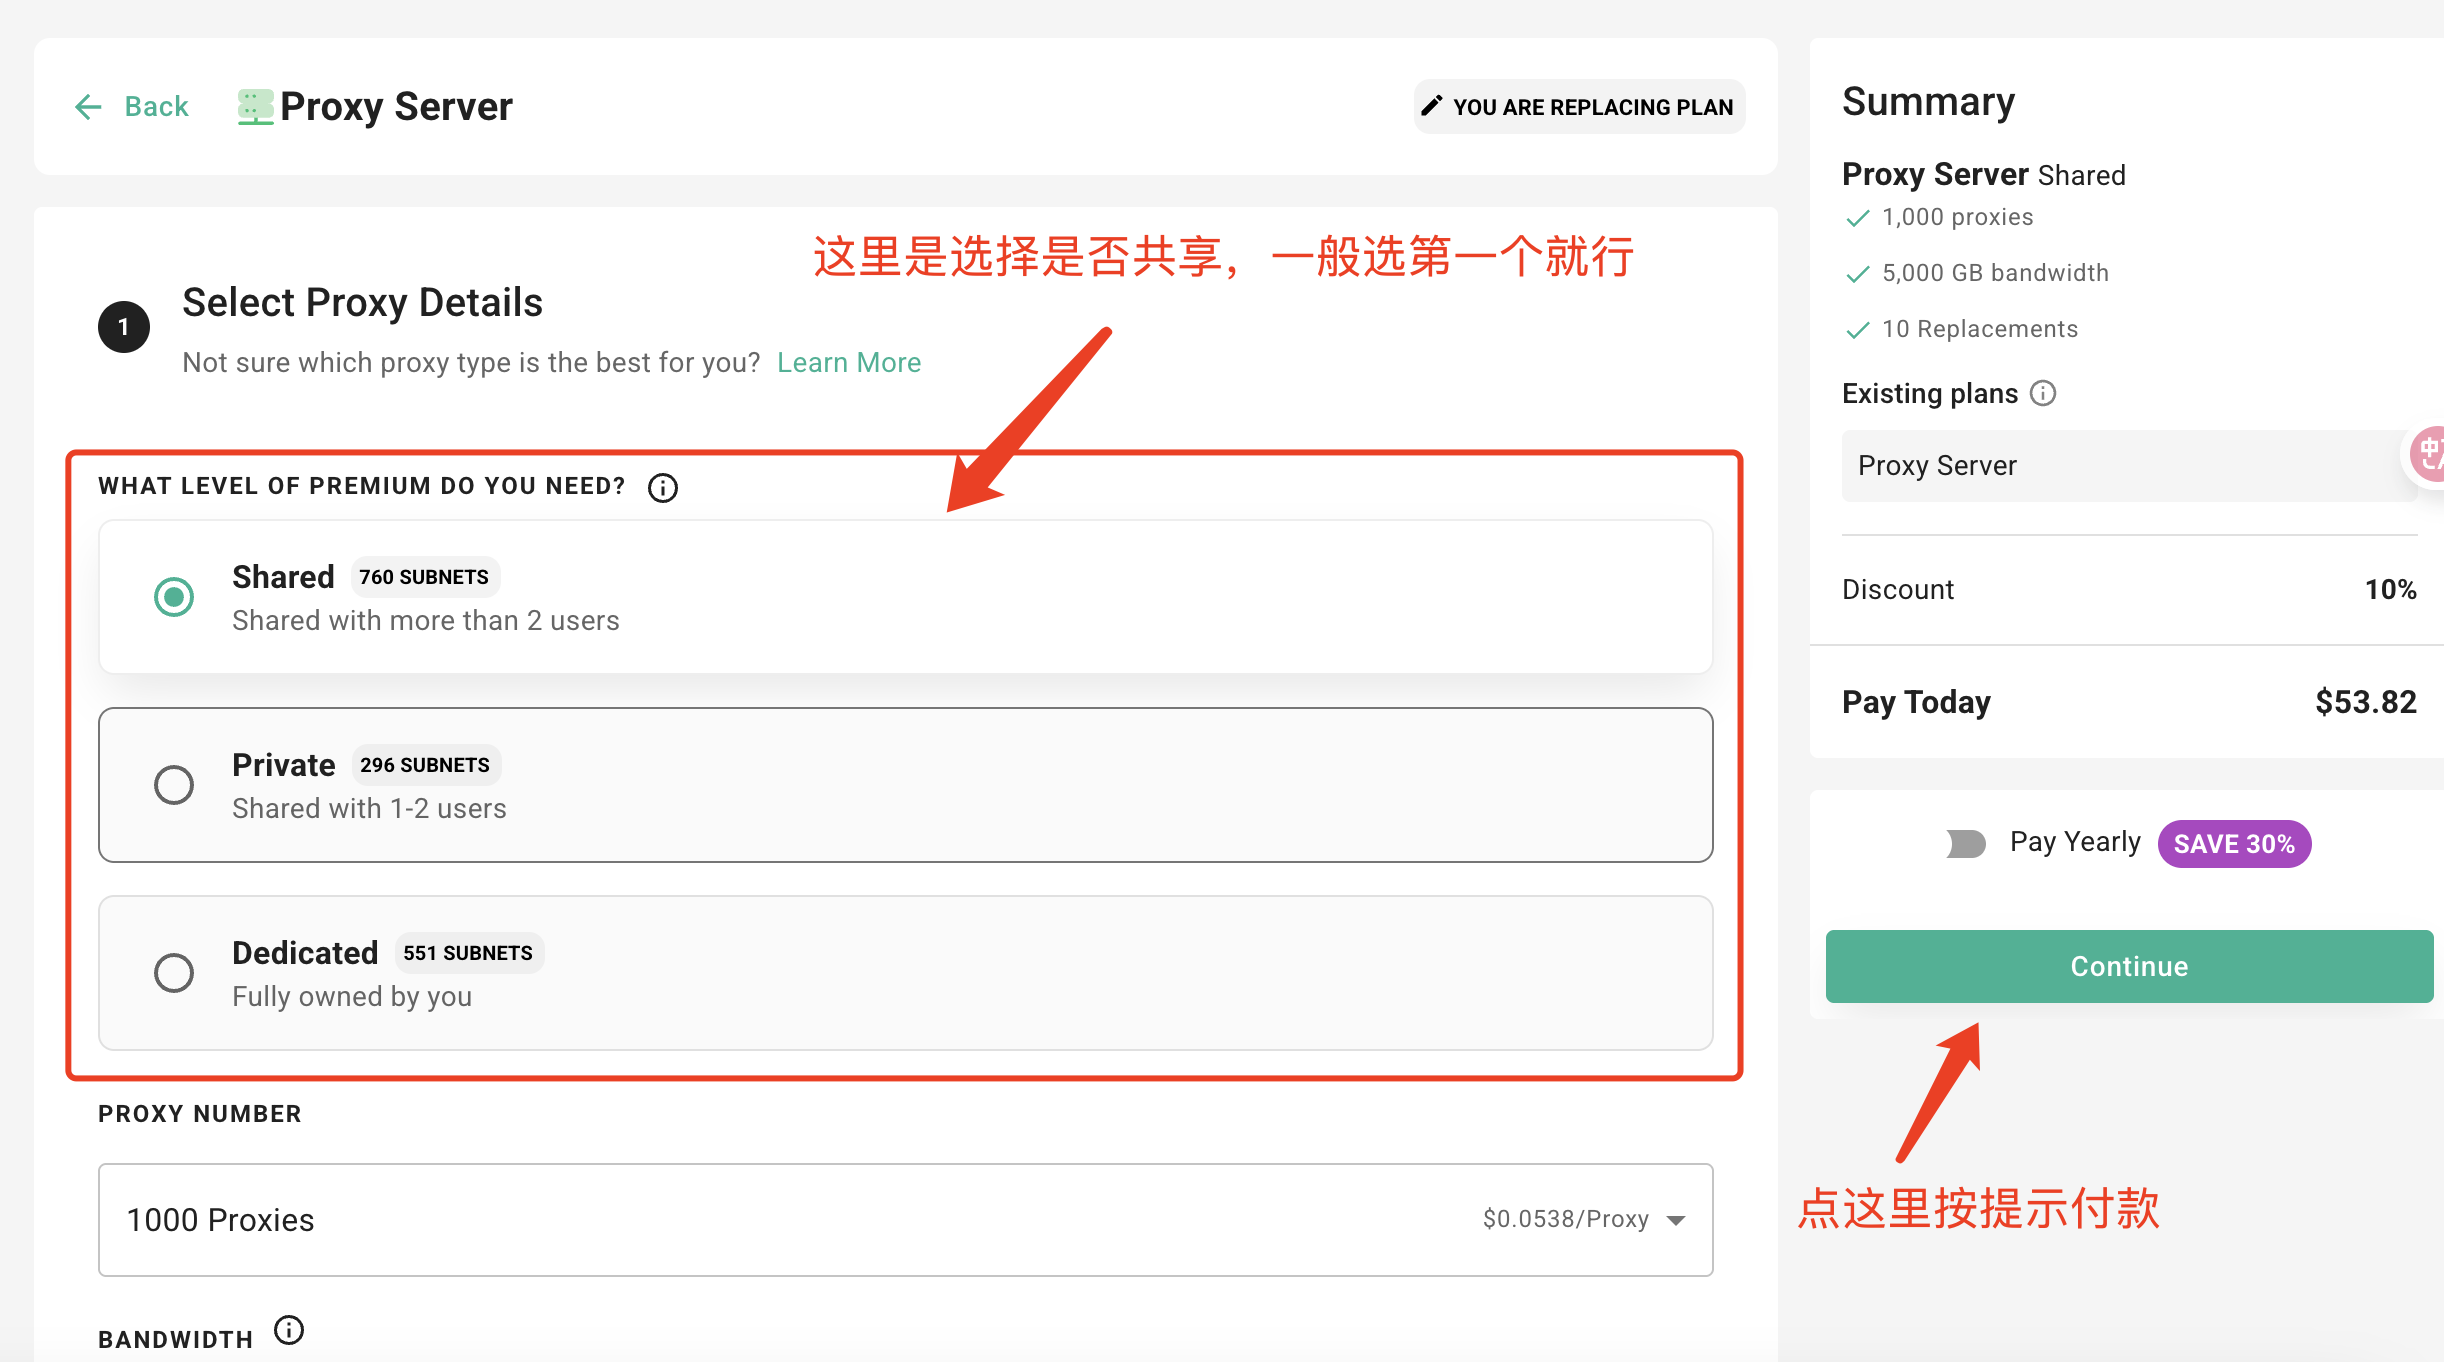 Back
Proxy Server
YOU ARE REPLACING PLAN
这里是选择是否共享，一般选第一个就行
1
Select Proxy Details
Not sure which proxy type is the best for you? Learn More
WHAT LEVEL OF PREMIUM DO YOU NEED?
Shared 760 SUBNETS
Shared with more than 2 users
Private 296 SUBNETS
Shared with 1-2 users
Dedicated 551 SUBNETS
Fully owned by you
PROXY NUMBER
1000 Proxies $0.0538/Proxy
BANDWIDTH
Summary
Proxy Server Shared
1,000 proxies
5,000 GB bandwidth
10 Replacements
Existing plans
Proxy Server
Discount 10%
Pay Today $53.82
Pay Yearly SAVE 30%
Continue
点这里按提示付款